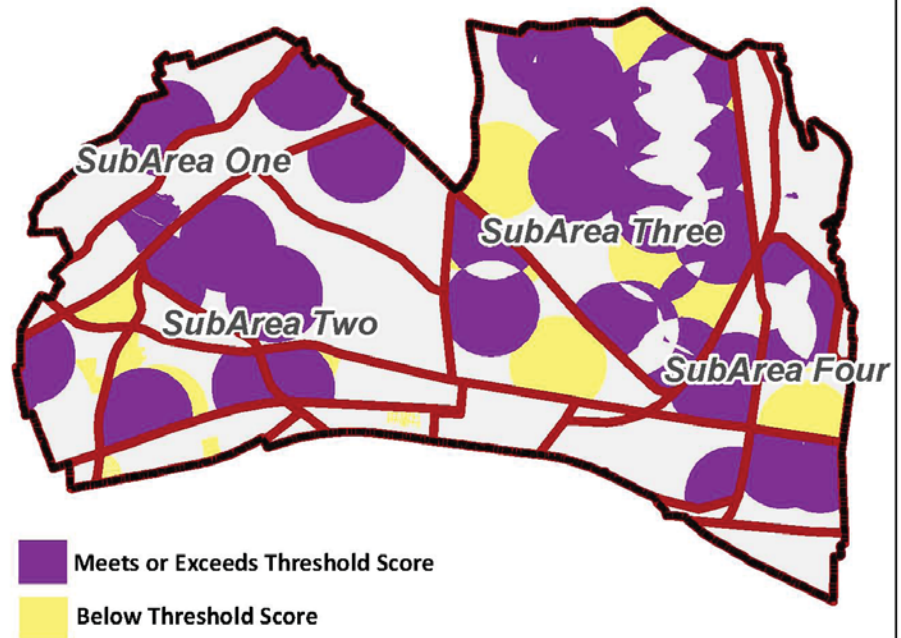 SubArea One
SubArea Three
SubArea Two
SubArea Four
Meets or Exceeds Threshold Score
Below Threshold Score